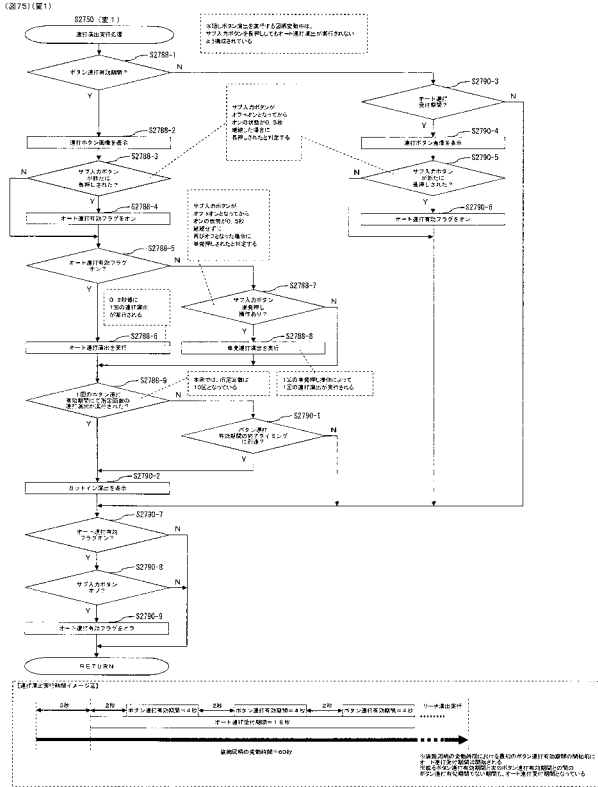 (図75)(変1)
S2750(変1)
連打演出実行処理
※隠しボタン演出を実行する図柄変動中は、
サブ入力ボタンを長押ししてもオート連打演出が実行されない
よう構成されている
S2788-1
ボタン連打有効期間?
N
Y
S2790-3
オート連打
受付期間?
N
Y
サブ入力ボタンが
オフ→オンとなってから
オンの状態が0.5秒
継続した場合に
長押しされたと判定する
S2788-2
連打ボタン画像を表示
S2790-4
連打ボタン画像を表示
S2788-3
サブ入力ボタン
が新たに
長押しされた?
N
Y
S2790-5
サブ入力ボタン
が新たに
長押しされた?
N
Y
S2788-4
オート連打有効フラグをオン
S2790-6
オート連打有効フラグをオン
サブ入力ボタンが
オフ→オンとなってから
オンの状態が0.5秒
継続せずに
再びオフとなった場合に
単発押しされたと判定する
S2788-5
オート連打有効フラグ
オン?
N
Y
S2788-7
サブ入力ボタン
単発押し
操作あり?
N
Y
0.2秒毎に
1回の連打演出
が実行される
S2788-6
オート連打演出を実行
S2788-8
単発連打演出を実行
S2788-9
1回のボタン連打
有効期間にて所定回数の
連打演出が実行された?
N
Y
本例では、所定回数は
10回となっている
1回の単発押し操作によって
1回の連打演出が実行される
S2790-1
ボタン連打
有効期間の終了タイミング
に到達?
N
Y
S2790-2
カットイン演出を表示
S2790-7
オート連打有効
フラグオン?
N
Y
S2790-8
サブ入力ボタン
オフ?
N
Y
S2790-9
オート連打有効フラグをオフ
RETURN
【連打演出実行時間イメージ図】
2秒
ボタン連打有効期間=4秒
2秒
ボタン連打有効期間=4秒
2秒
ボタン連打有効期間=4秒
リーチ演出実行
オート連打受付期間=18秒
装飾図柄の変動時間=60秒
※装飾図柄の変動時間における最初のボタン連打有効期間の開始前に
オート連打受付期間は開始される
※或るボタン連打有効期間と次のボタン連打有効期間との間の
ボタン連打有効期間でない期間も、オート連打受付期間となっている